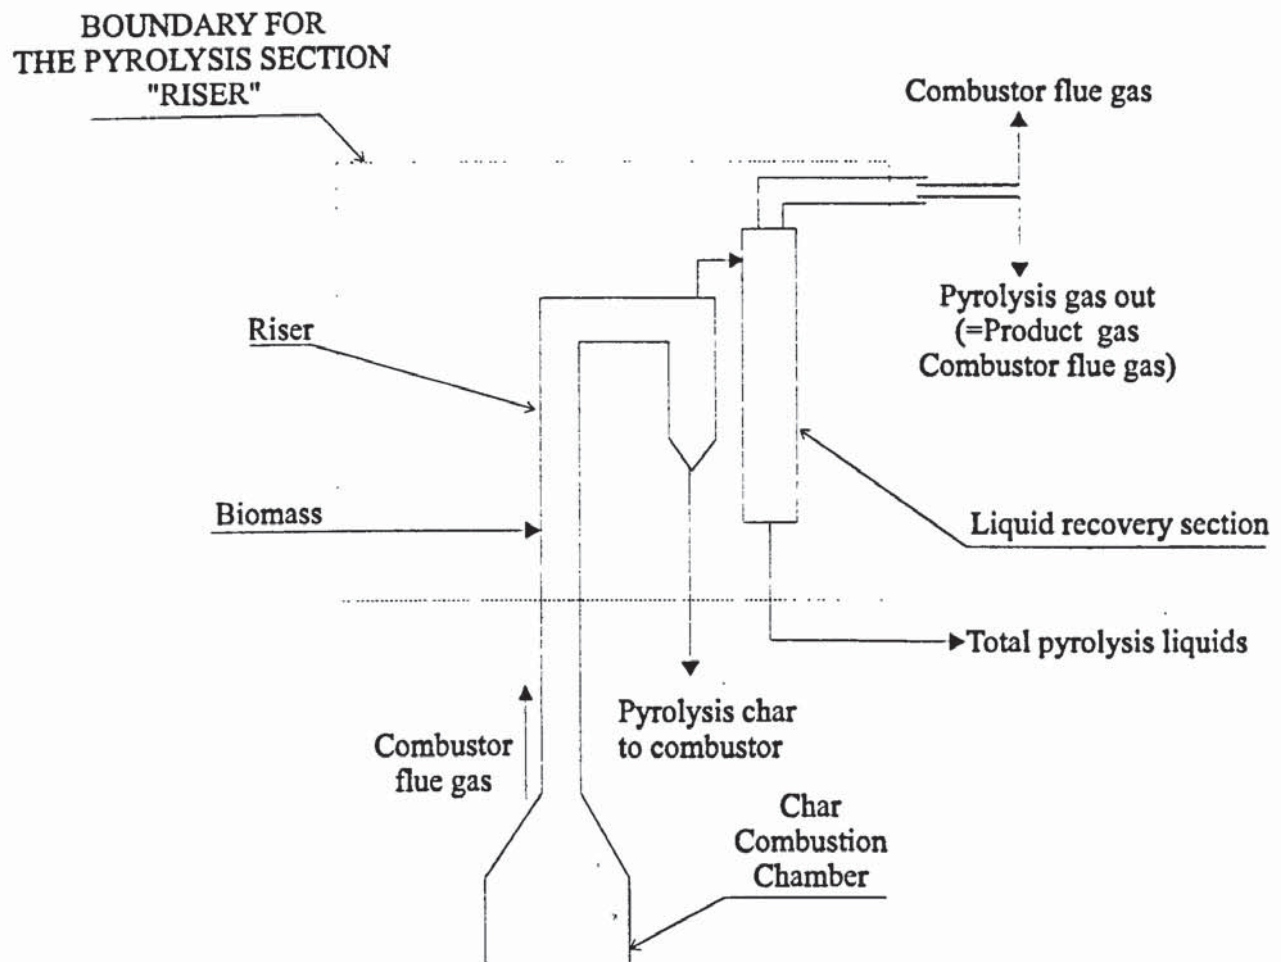 BOUNDARY FOR
THE PYROLYSIS SECTION
"RISER"
Combustor flue gas
Pyrolysis gas out
(=Product gas
Combustor flue gas)
Riser
Biomass
Liquid recovery section
Total pyrolysis liquids
Pyrolysis char
to combustor
Combustor
flue gas
Char
Combustion
Chamber